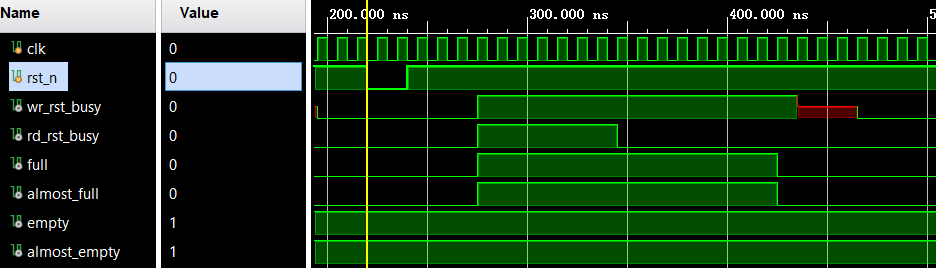 Name Value 200.000 ns 300.000 ns 400.000 ns 5
clk 0
rst_n 0
wr_rst_busy 0
rd_rst_busy 0
full 0
almost_full 0
empty 1
almost_empty 1